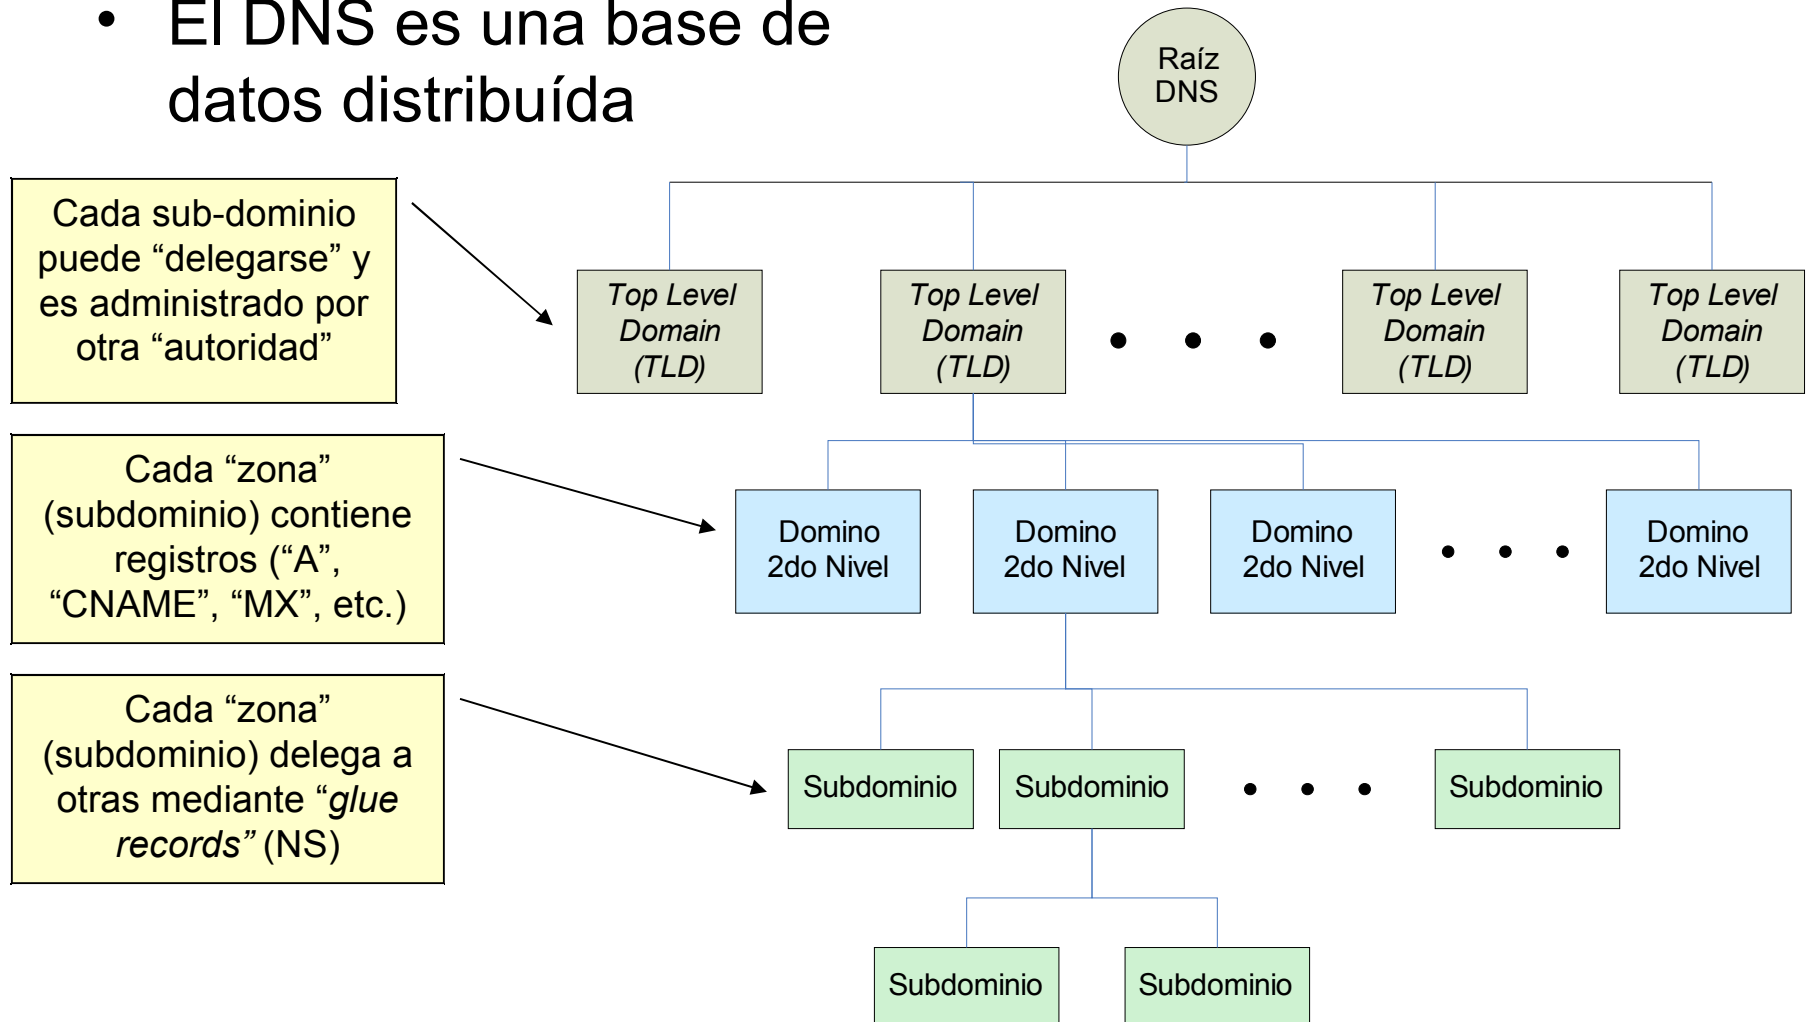 • El DNS es una base de
datos distribuída
Raíz
DNS
Cada sub-dominio
puede “delegarse” y
es administrado por
otra “autoridad”
Top Level
Domain
(TLD)
Top Level
Domain
(TLD)
• • •
Top Level
Domain
(TLD)
Top Level
Domain
(TLD)
Cada “zona”
(subdominio) contiene
registros (“A”,
“CNAME”, “MX”, etc.)
Domino
2do Nivel
Domino
2do Nivel
Domino
2do Nivel
• • •
Domino
2do Nivel
Cada “zona”
(subdominio) delega a
otras mediante “glue
records” (NS)
Subdominio
Subdominio
• • •
Subdominio
Subdominio
Subdominio